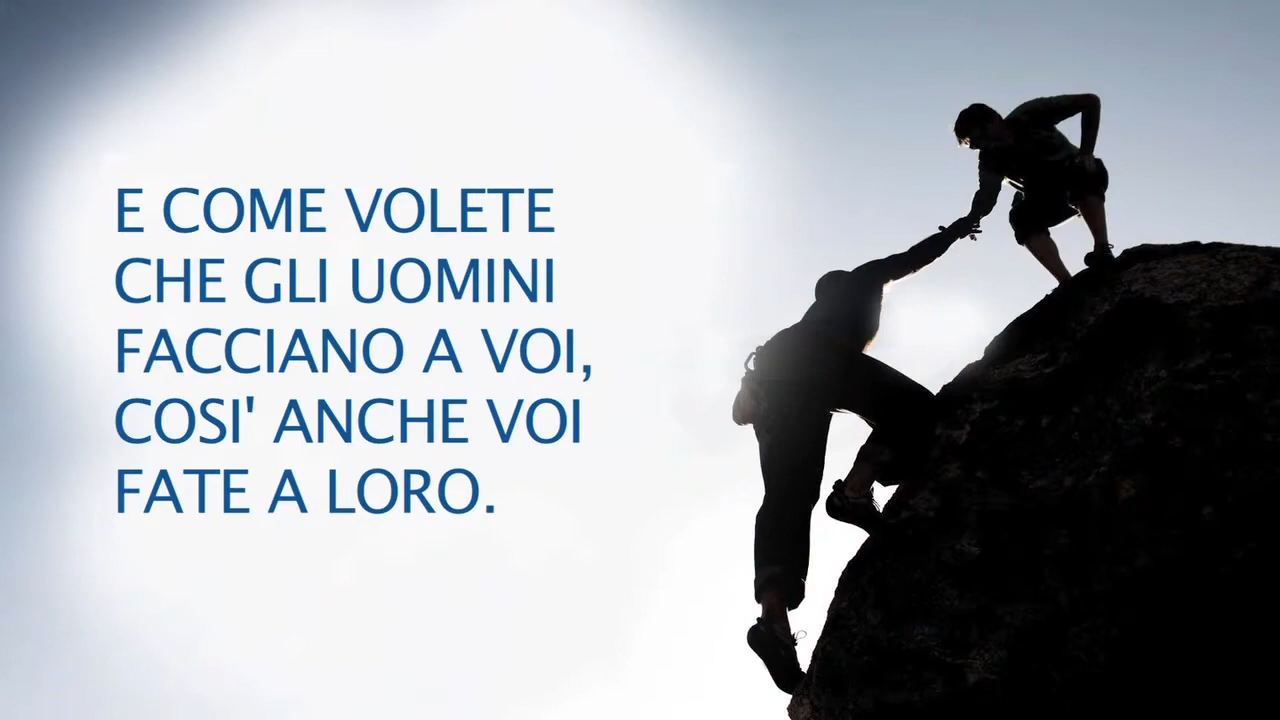 E COME VOLETE
CHE GLI UOMINI
FACCIANO A VOI,
COSI' ANCHE VOI
FATE A LORO.